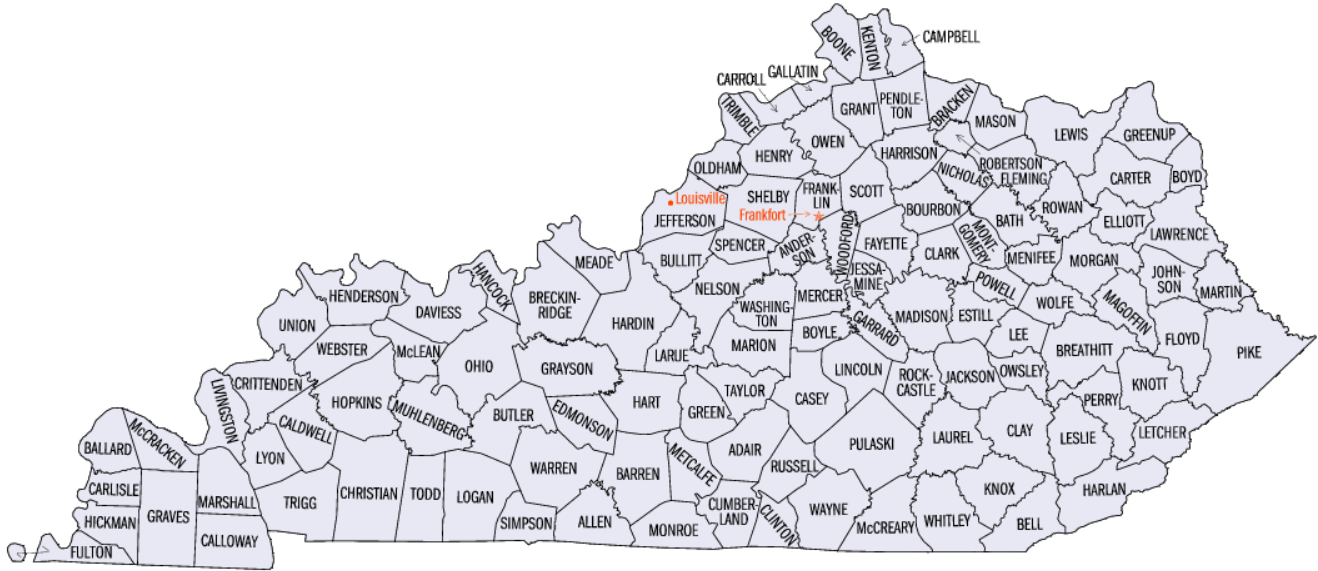 CAMPBELL
BOONE
KENTON
GALLATIN
CARROLL
TRIMBLE
GRANT
PENDLE-
TON
BRACKEN
MASON
LEWIS
GREENUP
OWEN
HENRY
HARRISON
ROBERTSON
FLEMING
NICHOLAS
OLDHAM
CARTER
BOYD
SHELBY
FRANK-
LIN
SCOTT
Louisville
JEFFERSON
Frankfort
BOURBON
BATH
ROWAN
ELLIOTT
LAWRENCE
SPENCER
ANDER-
SON
WOODFORD
FAYETTE
CLARK
MONT-
GOMERY
MENIFEE
MORGAN
JOHN-
SON
MARTIN
MEADE
BULLITT
JESSA-
MINE
POWELL
WOLFE
MAGOFFIN
HANCOCK
HENDERSON
DAVIESS
BRECKIN-
RIDGE
NELSON
WASHING-
TON
MERCER
GARRARD
MADISON
ESTILL
UNION
HARDIN
LARUE
MARION
BOYLE
LEE
BREATHITT
FLOYD
PIKE
WEBSTER
McLEAN
OHIO
GRAYSON
LINCOLN
ROCK-
CASTLE
JACKSON
OWSLEY
KNOTT
CRITTENDEN
LIVINGSTON
HOPKINS
MUHLENBERG
BUTLER
EDMONSON
HART
GREEN
TAYLOR
CASEY
PERRY
CALDWELL
PULASKI
LAUREL
CLAY
LESLIE
LETCHER
BALLARD
McCRACKEN
LYON
WARREN
BARREN
METCALFE
ADAIR
RUSSELL
CARLISLE
MARSHALL
TRIGG
CHRISTIAN
TODD
LOGAN
KNOX
HARLAN
HICKMAN
GRAVES
SIMPSON
ALLEN
MONROE
CUMBER-
LAND
CLINTON
WAYNE
McCREARY
WHITLEY
BELL
CALLOWAY
FULTON